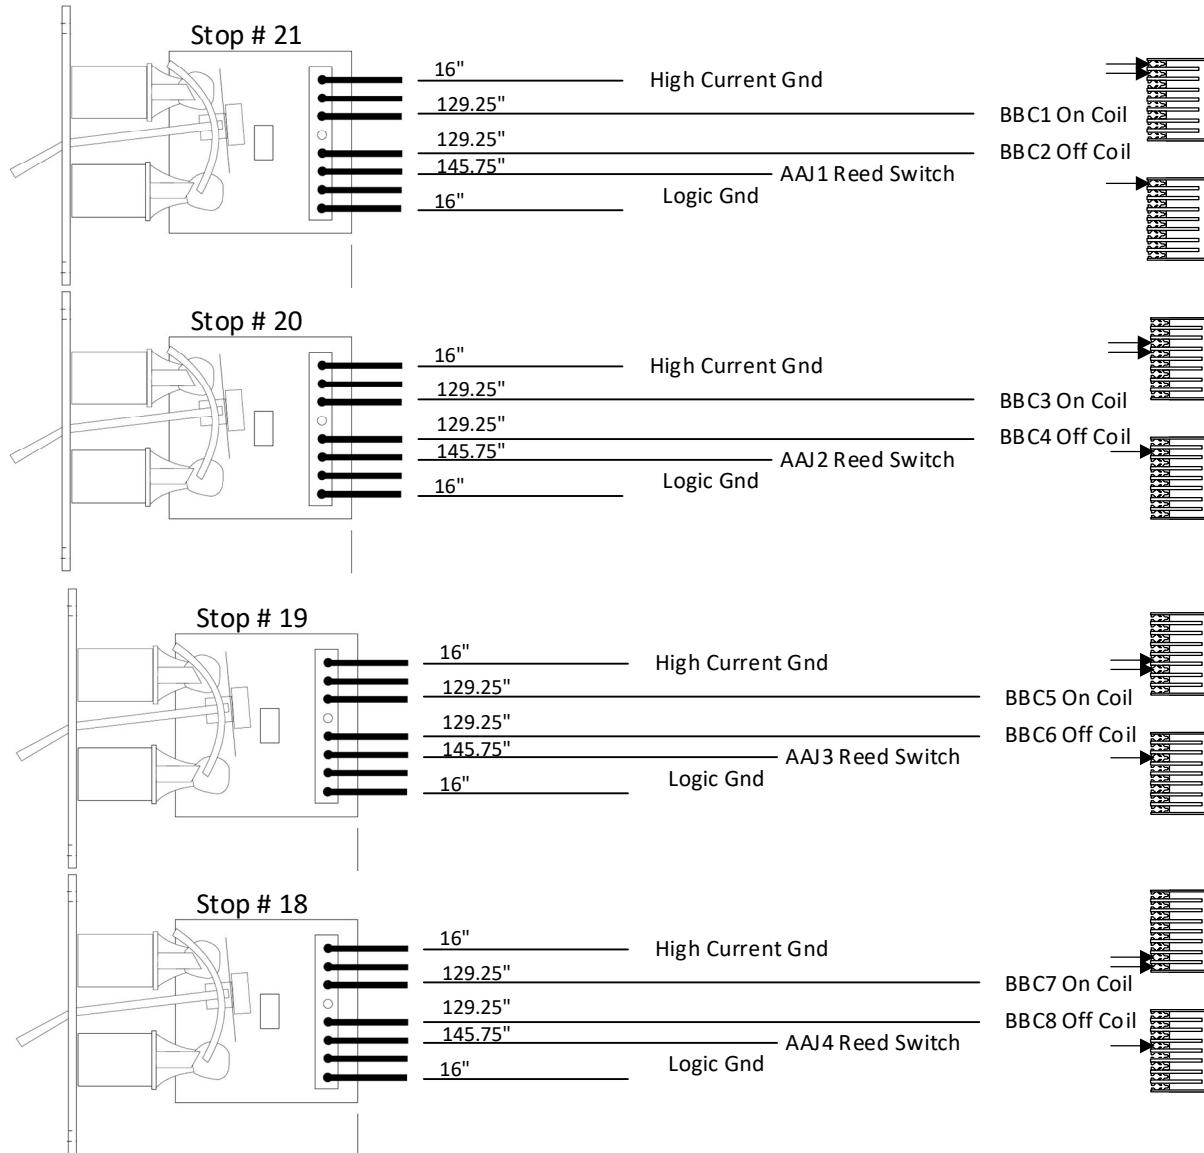 Stop # 21
16"
High Current Gnd
129.25"
BBC1 On Coil
129.25"
BBC2 Off Coil
145.75"
AAJ1 Reed Switch
Logic Gnd
16"
Stop # 20
16"
High Current Gnd
129.25"
BBC3 On Coil
129.25"
BBC4 Off Coil
145.75"
AAJ2 Reed Switch
Logic Gnd
16"
Stop # 19
16"
High Current Gnd
129.25"
BBC5 On Coil
129.25"
BBC6 Off Coil
145.75"
AAJ3 Reed Switch
Logic Gnd
16"
Stop # 18
16"
High Current Gnd
129.25"
BBC7 On Coil
129.25"
BBC8 Off Coil
145.75"
AAJ4 Reed Switch
Logic Gnd
16"